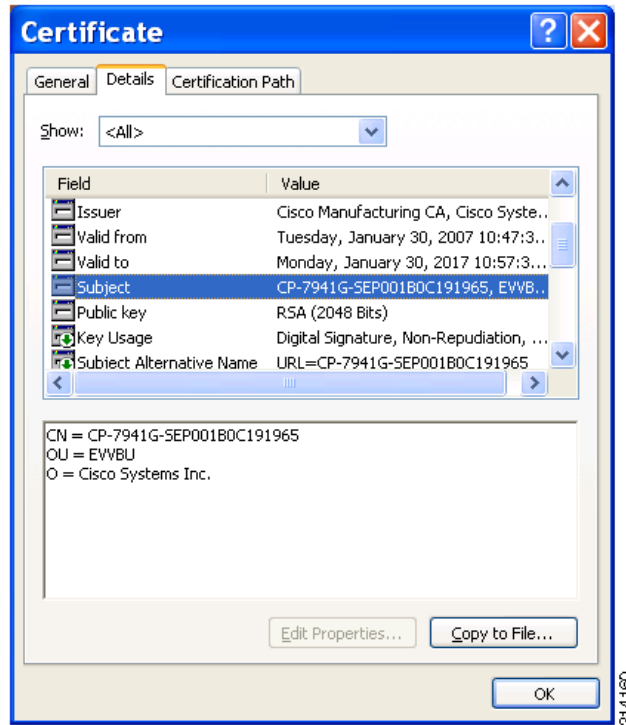 Certificate
General Details Certification Path
Show: <All>
Field Value
Issuer Cisco Manufacturing CA, Cisco Syste..
Valid from Tuesday, January 30, 2007 10:47:3..
Valid to Monday, January 30, 2017 10:57:3...
Subject CP-7941G-SEP001B0C191965, EVVB..
Public key RSA (2048 Bits)
Key Usage Digital Signature, Non-Repudiation, ...
Subject Alternative Name URL=CP-7941G-SEP001B0C191965
CN = CP-7941G-SEP001B0C191965
OU = EVVBU
O = Cisco Systems Inc.
Edit Properties... Copy to File...
OK